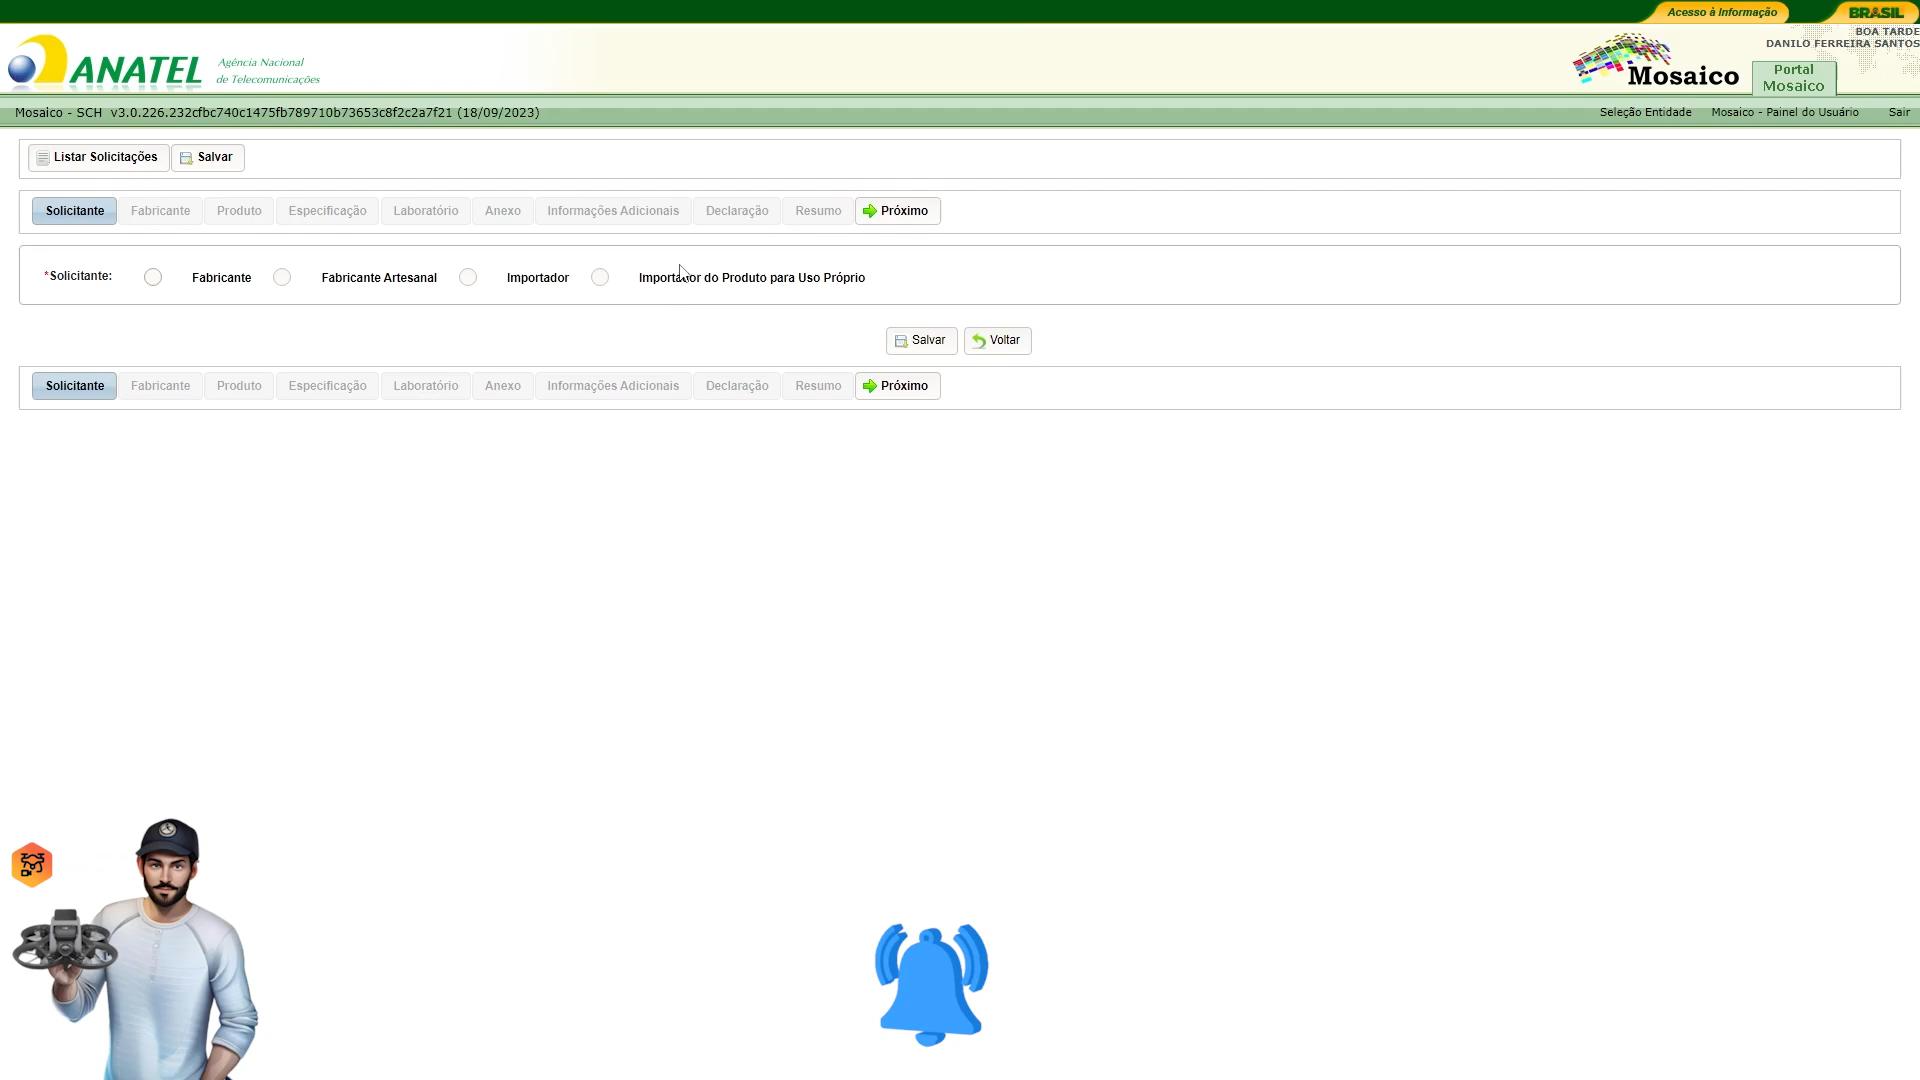 Acesso à Informação
BRASIL
BOA TARDE
DANILO FERREIRA SANTOS
ANATEL
Agência Nacional
de Telecomunicações
Mosaico
Portal
Mosaico
Mosaico - SCH v3.0.226.232cfbc740c1475fb789710b73653c8f2c2a7f21 (18/09/2023)
Seleção Entidade Mosaico - Painel do Usuário Sair
Listar Solicitações Salvar
Solicitante Fabricante Produto Especificação Laboratório Anexo Informações Adicionais Declaração Resumo Próximo
*Solicitante: Fabricante Fabricante Artesanal Importador Importador do Produto para Uso Próprio
Salvar Voltar
Solicitante Fabricante Produto Especificação Laboratório Anexo Informações Adicionais Declaração Resumo Próximo